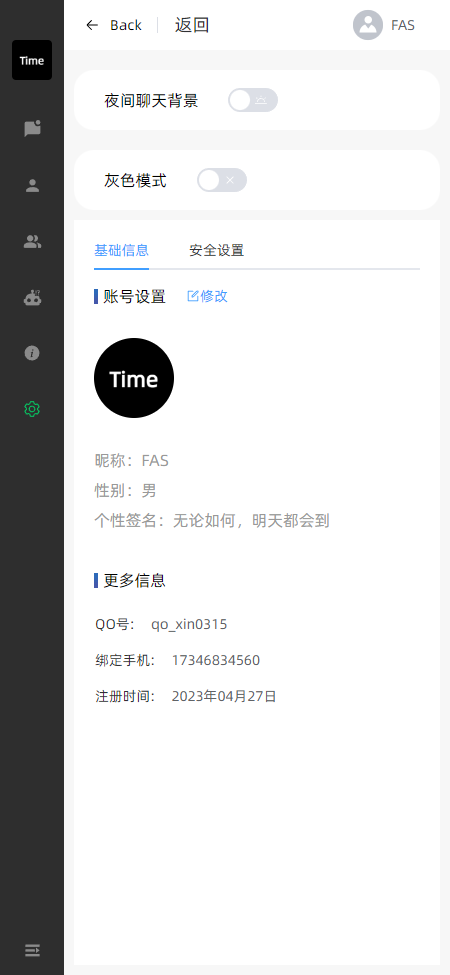 Time
Back
返回
FAS
夜间聊天背景
灰色模式
基础信息
安全设置
账号设置
修改
Time
昵称：FAS
性别：男
个性签名：无论如何，明天都会到
更多信息
QO号： qo_xin0315
绑定手机： 17346834560
注册时间： 2023年04月27日